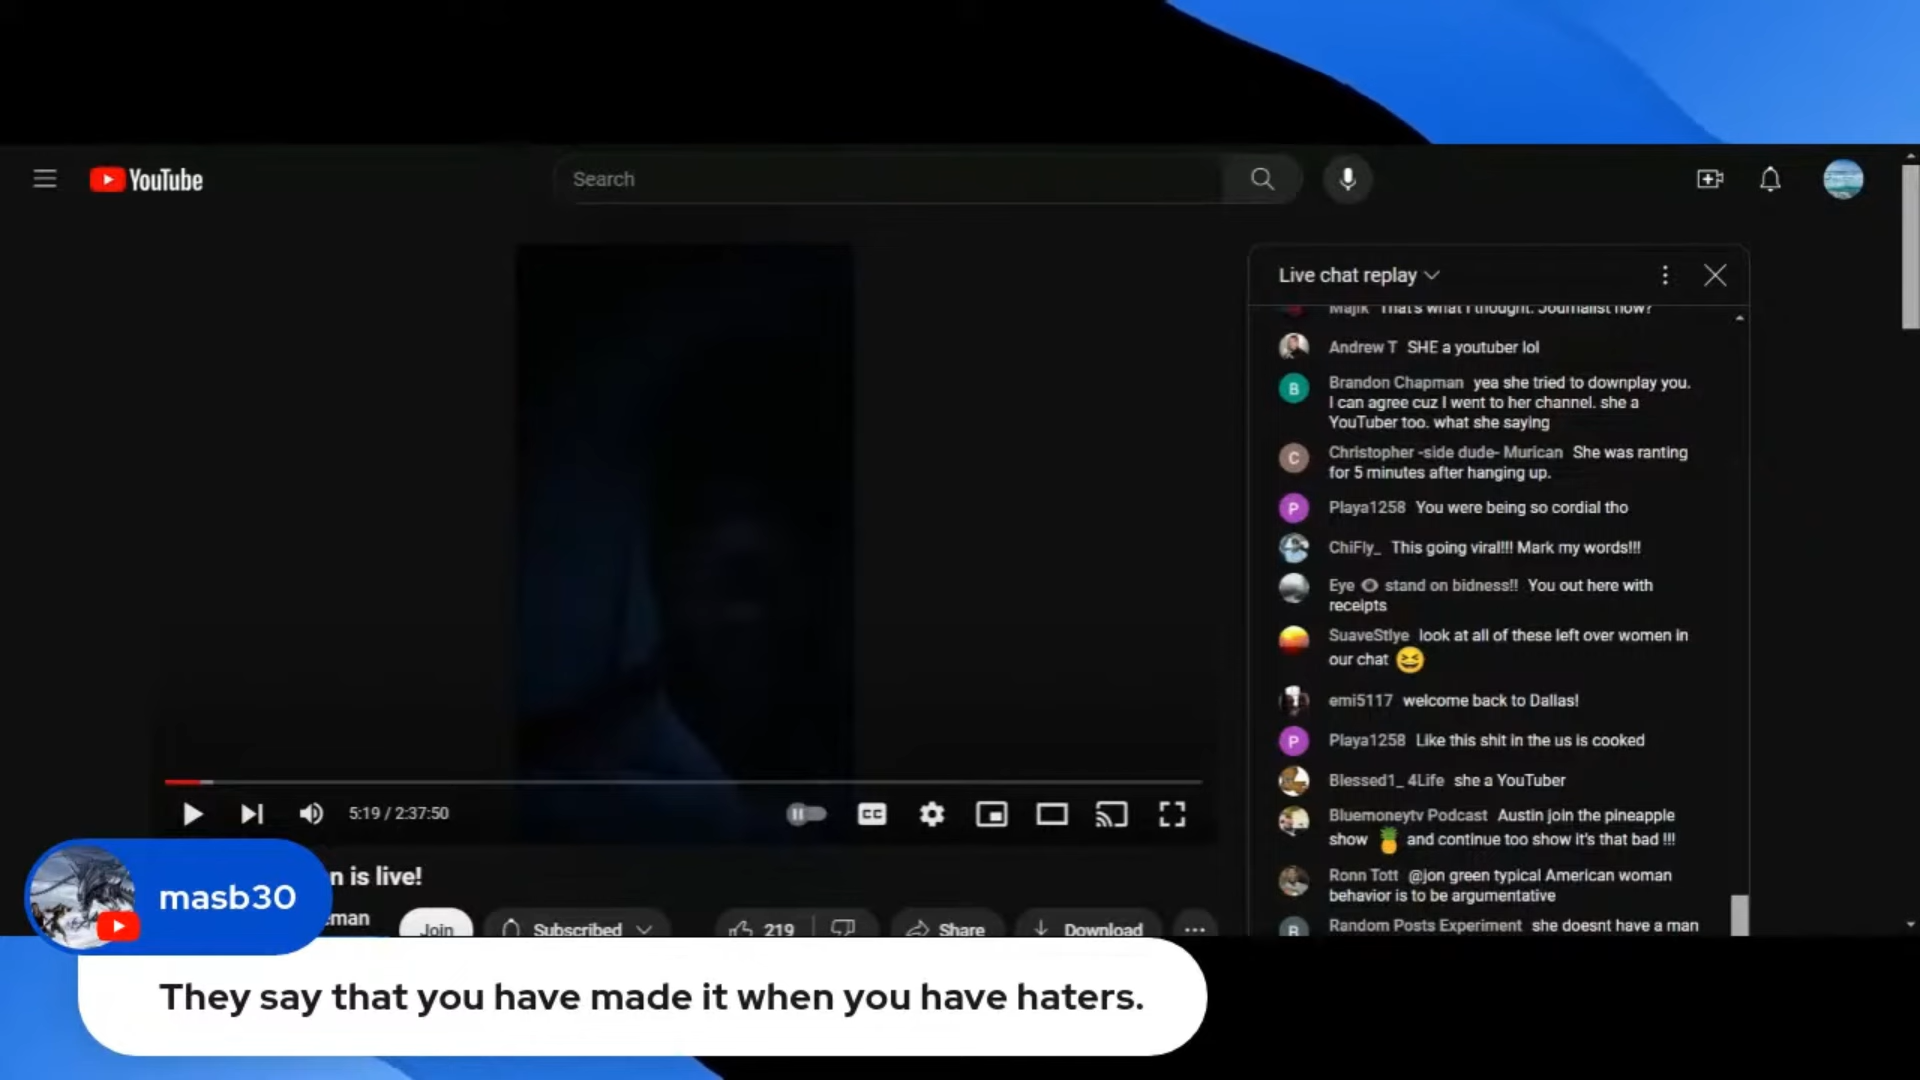 YouTube
Search
Live chat replay
Majik That's what I thought. Journalist now?
Andrew T SHE a youtuber lol
B
Brandon Chapman yea she tried to downplay you.
I can agree cuz I went to her channel. she a
YouTuber too. what she saying
C
Christopher -side dude- Murican She was ranting
for 5 minutes after hanging up.
P
Playa1258 You were being so cordial tho
ChiFly_ This going viral!!! Mark my words!!!
Eye 👁 stand on bidness!! You out here with
receipts
SuaveStlye look at all of these left over women in
our chat 😆
emi5117 welcome back to Dallas!
P
Playa1258 Like this shit in the us is cooked
Blessed1_ 4Life she a YouTuber
Bluemoneytv Podcast Austin join the pineapple
show 🍍 and continue too show it's that bad !!!
Ronn Tott @jon green typical American woman
behavior is to be argumentative
R
Random Posts Experiment she doesnt have a man
5:19 / 2:37:50
CC
n is live!
eman
Join
Subscribed
219
Share
Download
masb30
They say that you have made it when you have haters.